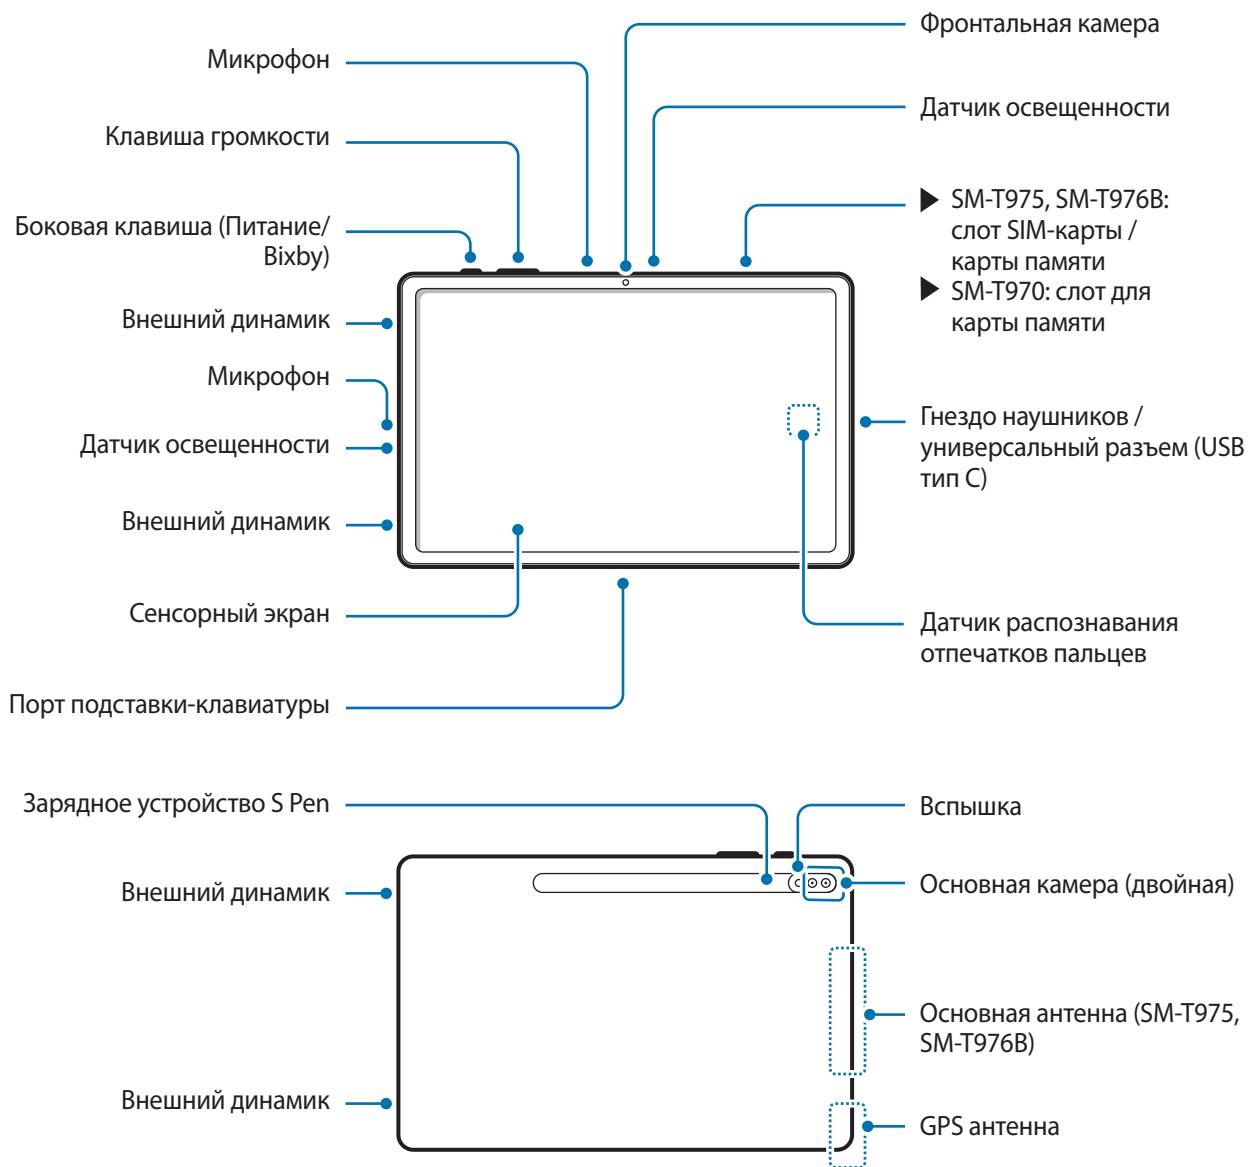 Фронтальная камера
Микрофон
Датчик освещенности
Клавиша громкости
SM-T975, SM-T976B:
слот SIM-карты /
карты памяти
SM-T970: слот для
карты памяти
Боковая клавиша (Питание/
Bixby)
Внешний динамик
Микрофон
Гнездо наушников /
универсальный разъем (USB
тип C)
Датчик освещенности
Внешний динамик
Сенсорный экран
Датчик распознавания
отпечатков пальцев
Порт подставки-клавиатуры
Зарядное устройство S Pen
Вспышка
Внешний динамик
Основная камера (двойная)
Основная антенна (SM-T975,
SM-T976B)
Внешний динамик
GPS антенна